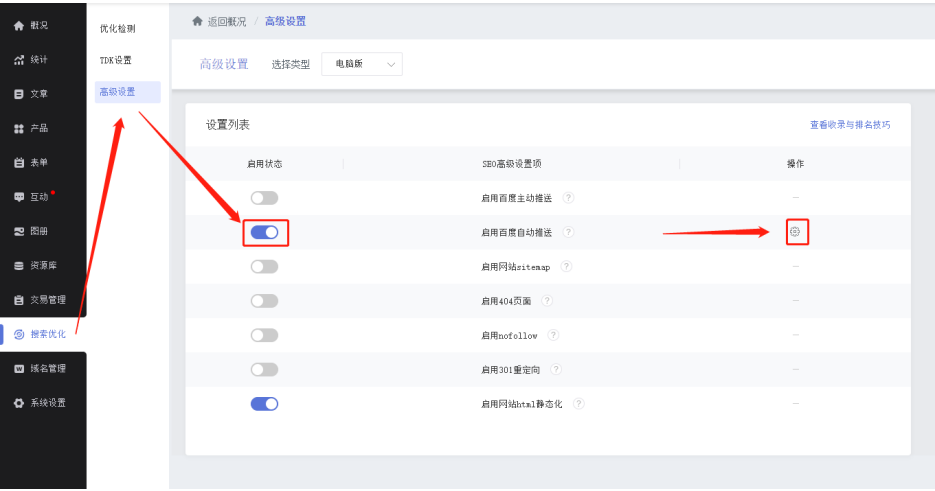 概况
统计
文章
产品
表单
互动
图册
资源库
交易管理
搜索优化
域名管理
系统设置
优化检测
TDK设置
高级设置
返回概况 / 高级设置
高级设置 选择类型 电脑版
设置列表 查看收录与排名技巧
启用状态 SEO高级设置项 操作
启用百度主动推送 ? --
启用百度自动推送 ?
启用网站sitemap ? --
启用404页面 ? --
启用nofollow ? --
启用301重定向 ? --
启用网站html静态化 ? --